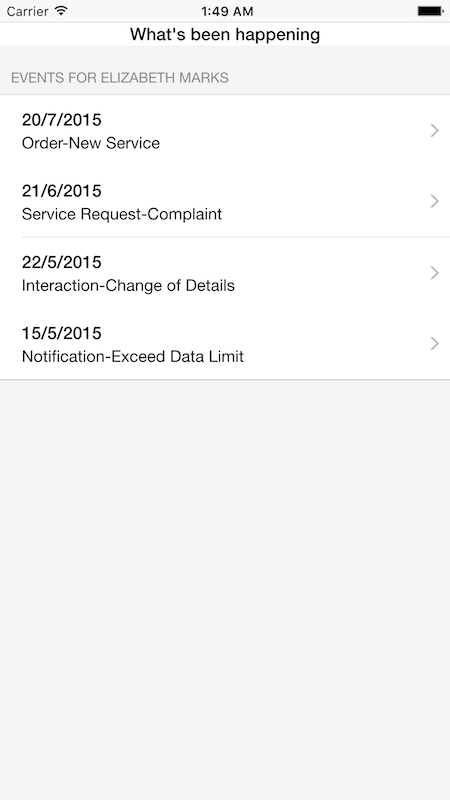 Carrier 1:49 AM
What's been happening
EVENTS FOR ELIZABETH MARKS
20/7/2015
Order-New Service
21/6/2015
Service Request-Complaint
22/5/2015
Interaction-Change of Details
15/5/2015
Notification-Exceed Data Limit